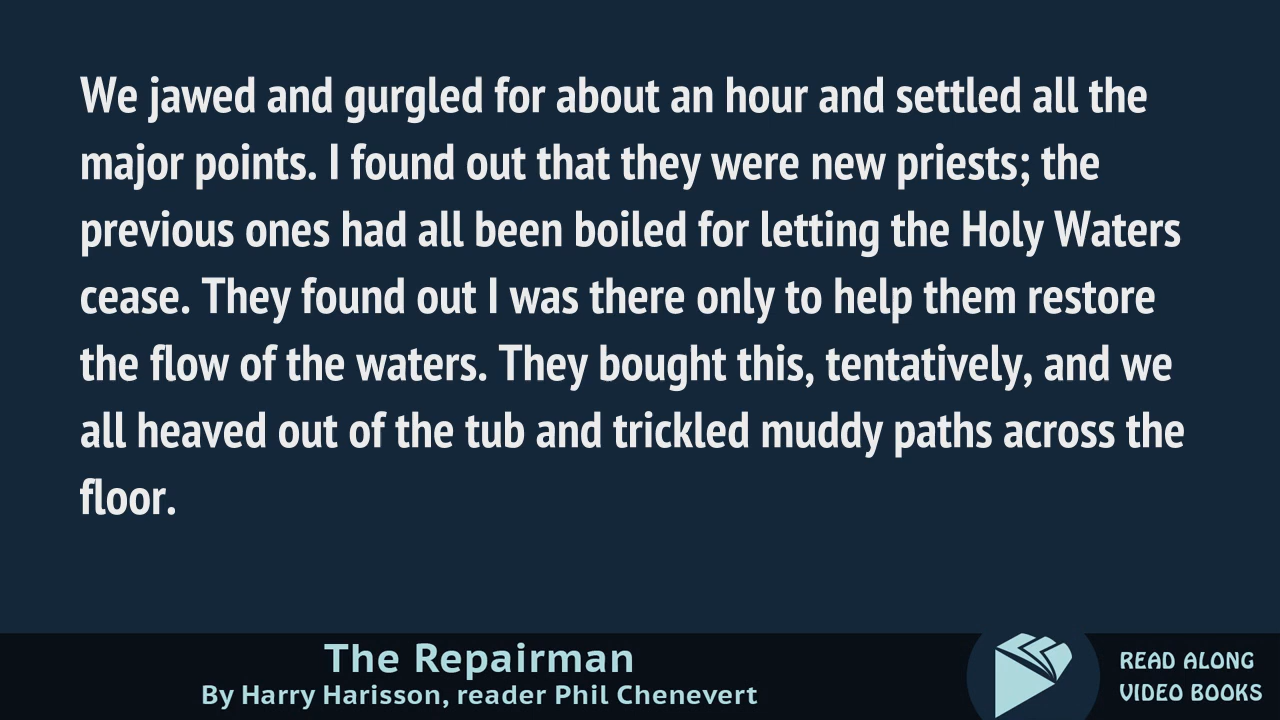 We jawed and gurgled for about an hour and settled all the
major points. I found out that they were new priests; the
previous ones had all been boiled for letting the Holy Waters
cease. They found out I was there only to help them restore
the flow of the waters. They bought this, tentatively, and we
all heaved out of the tub and trickled muddy paths across the
floor.
The Repairman
By Harry Harisson, reader Phil Chenevert
READ ALONG
VIDEO BOOKS